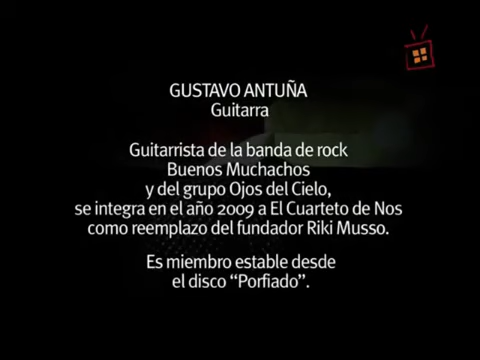 GUSTAVO ANTUÑA
Guitarra
Guitarrista de la banda de rock
Buenos Muchachos
y del grupo Ojos del Cielo,
se integra en el año 2009 a El Cuarteto de Nos
como reemplazo del fundador Riki Musso.
Es miembro estable desde
el disco “Porfiado”.